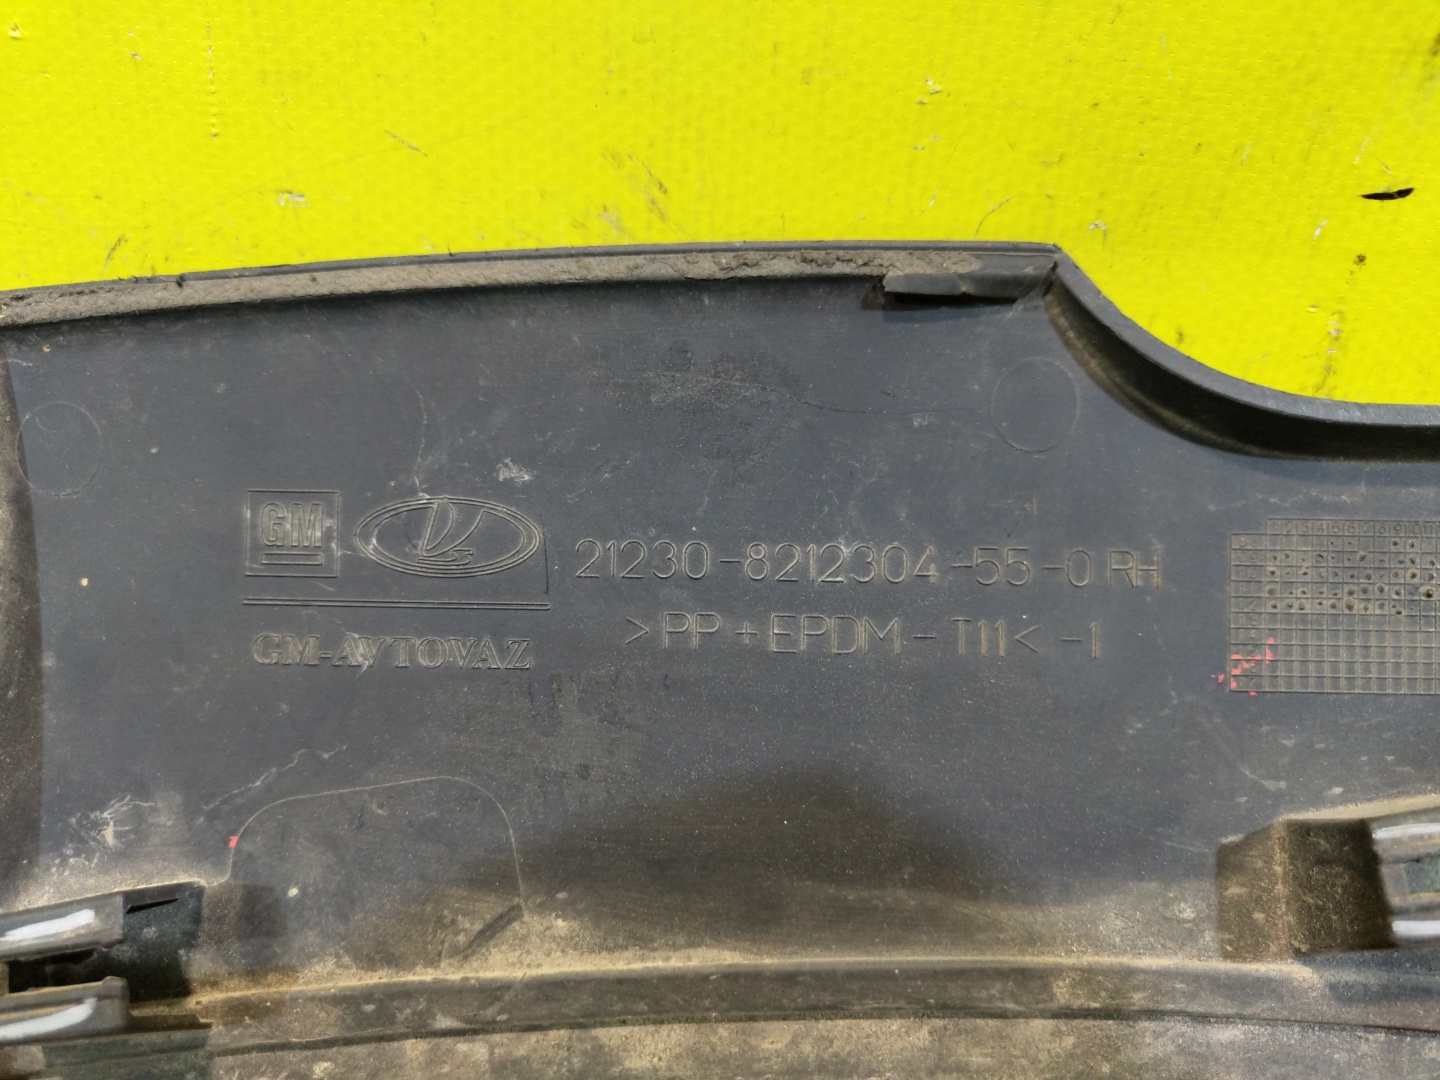 GM
21230-8212304-55-0 RH
>PP+EPDM-T11<-1
GM-AVTOVAZ